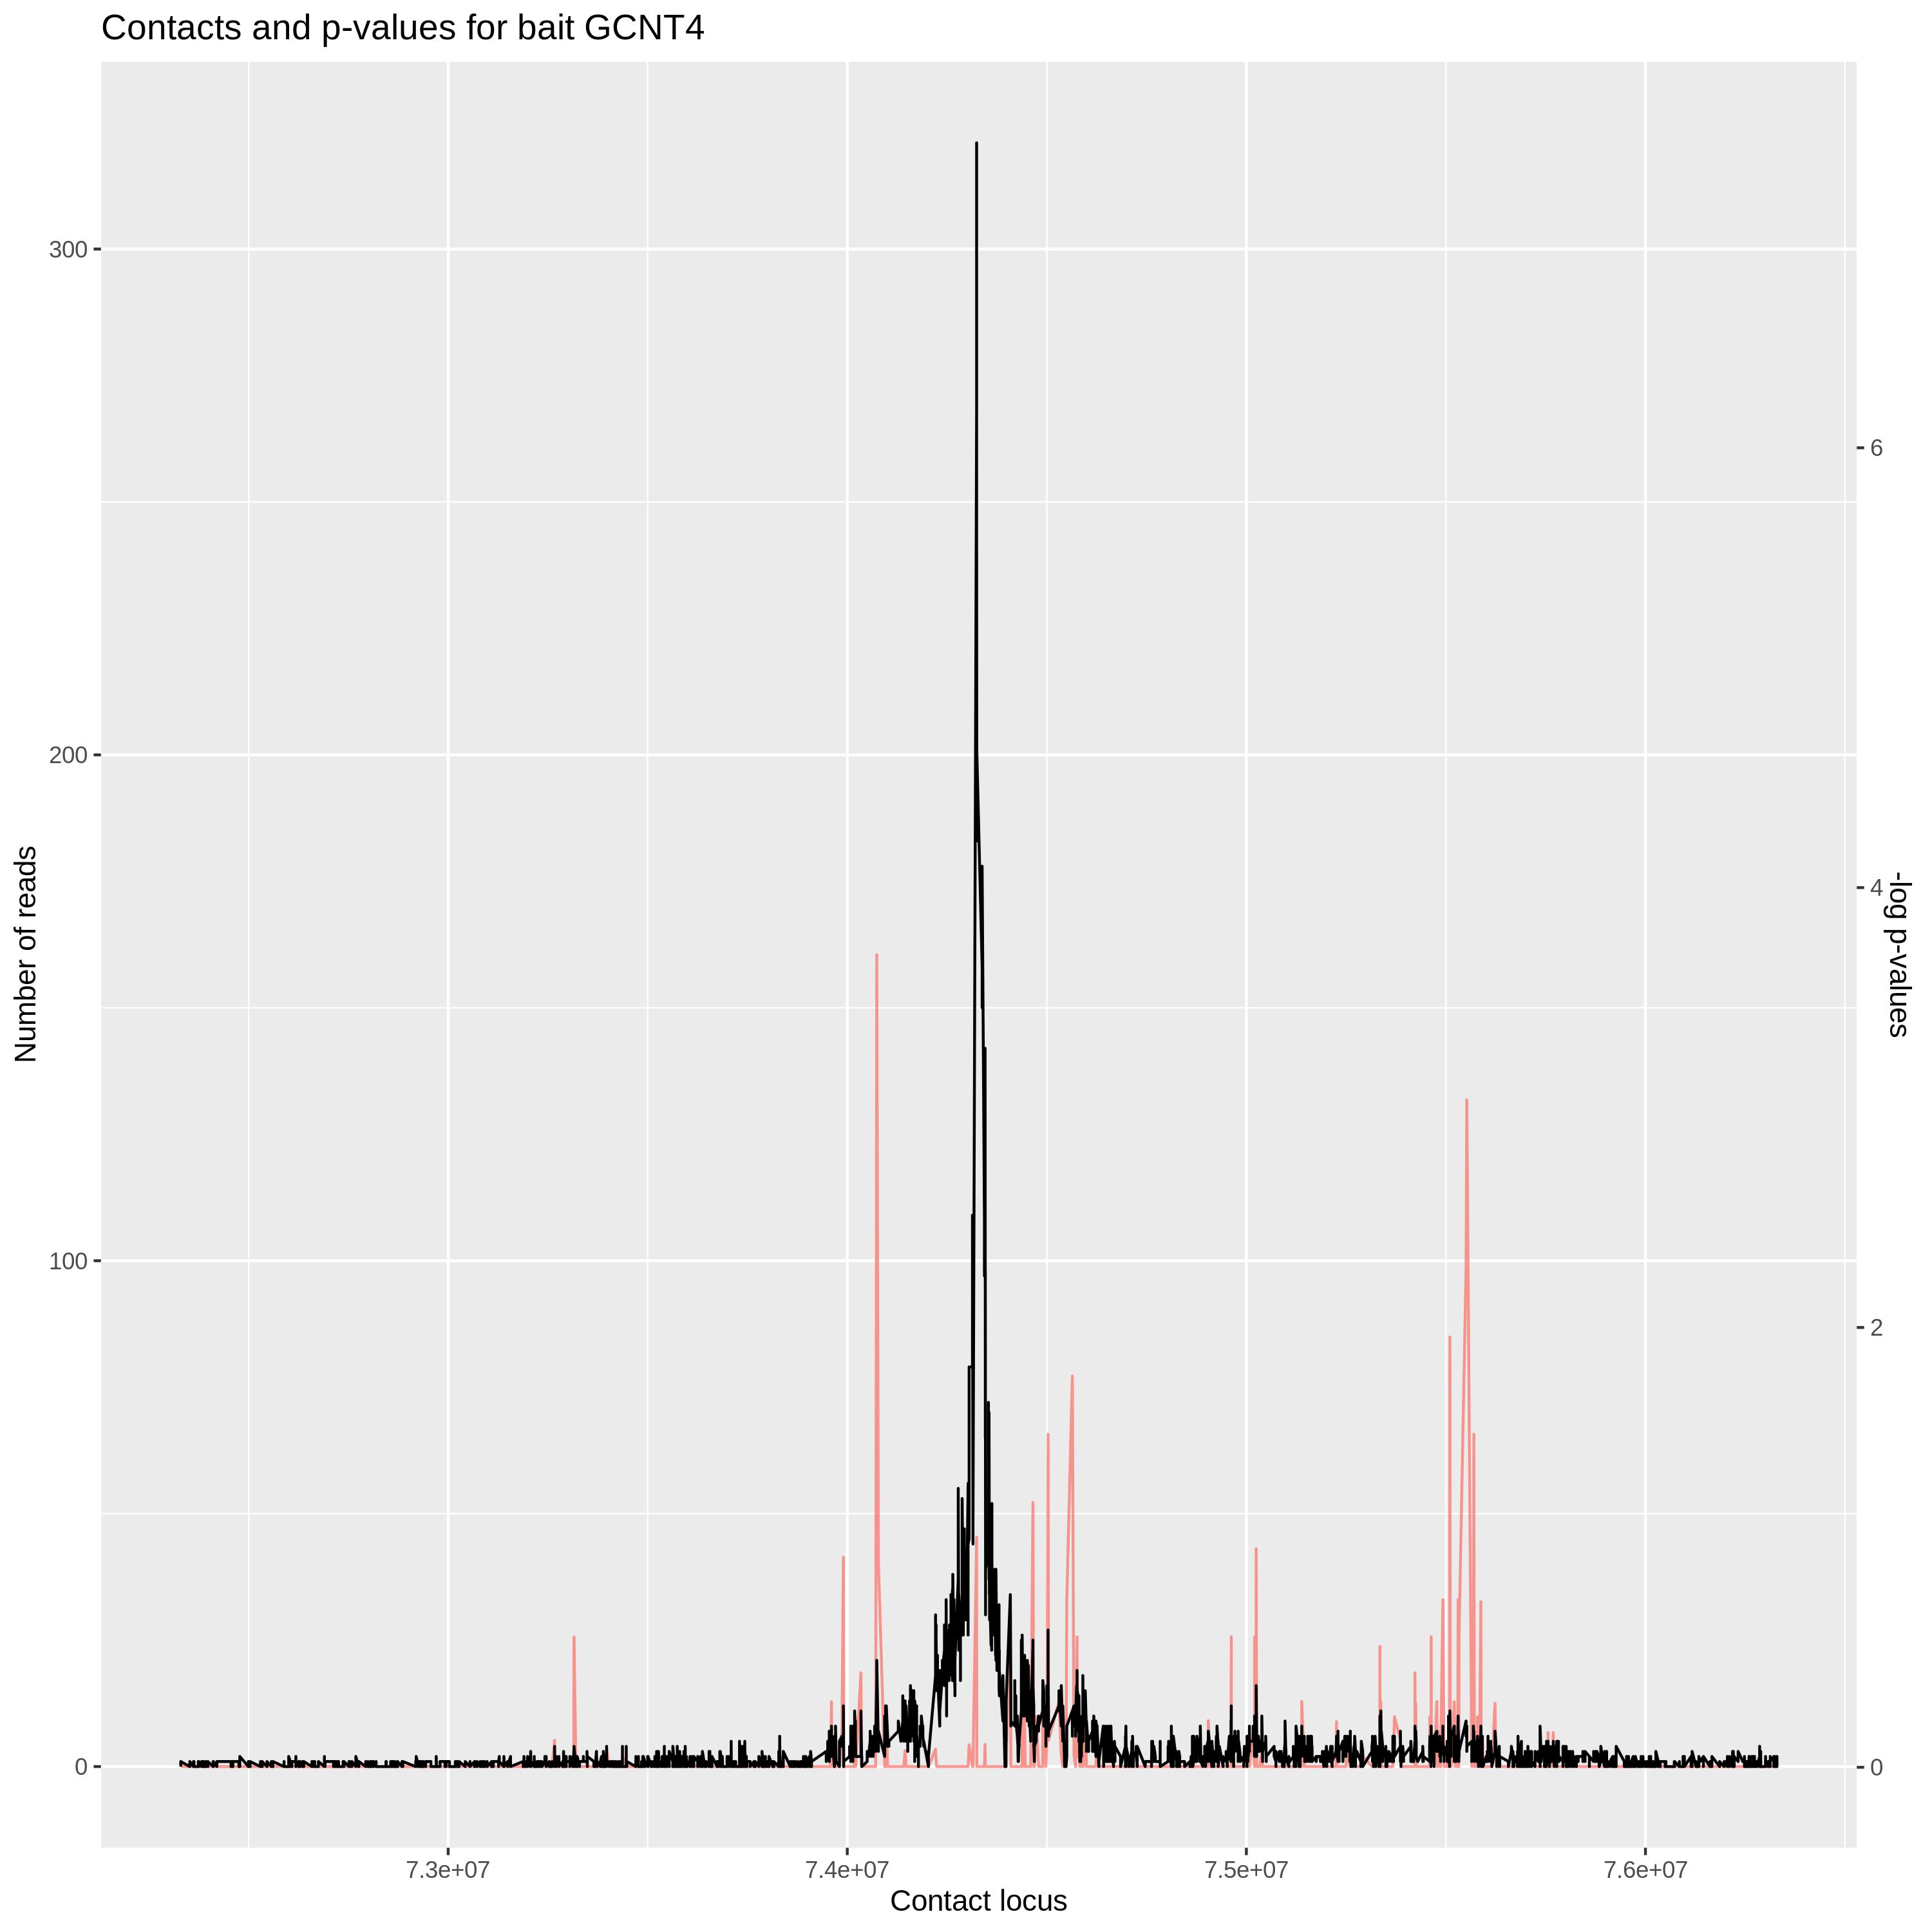 Contacts and p-values for bait GCNT4
300
200
100
0
Number of reads
6
4
2
0
-log p-values
7.3e+07
7.4e+07
7.5e+07
7.6e+07
Contact locus